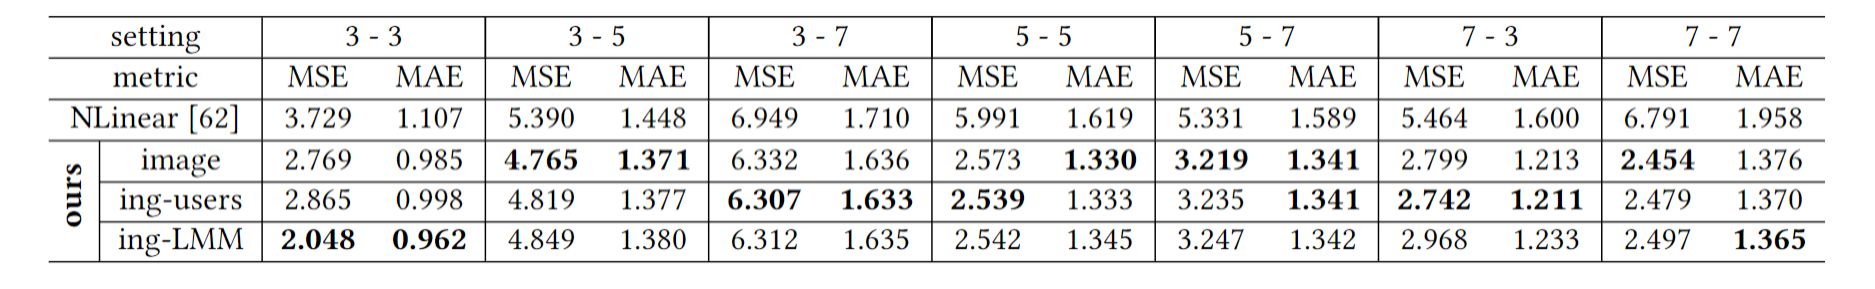 setting 3 - 3 3 - 5 3 - 7 5 - 5 5 - 7 7 - 3 7 - 7
metric MSE MAE MSE MAE MSE MAE MSE MAE MSE MAE MSE MAE MSE MAE
NLinear [62] 3.729 1.107 5.390 1.448 6.949 1.710 5.991 1.619 5.331 1.589 5.464 1.600 6.791 1.958
ours
image 2.769 0.985 4.765 1.371 6.332 1.636 2.573 1.330 3.219 1.341 2.799 1.213 2.454 1.376
ing-users 2.865 0.998 4.819 1.377 6.307 1.633 2.539 1.333 3.235 1.341 2.742 1.211 2.479 1.370
ing-LMM 2.048 0.962 4.849 1.380 6.312 1.635 2.542 1.345 3.247 1.342 2.968 1.233 2.497 1.365